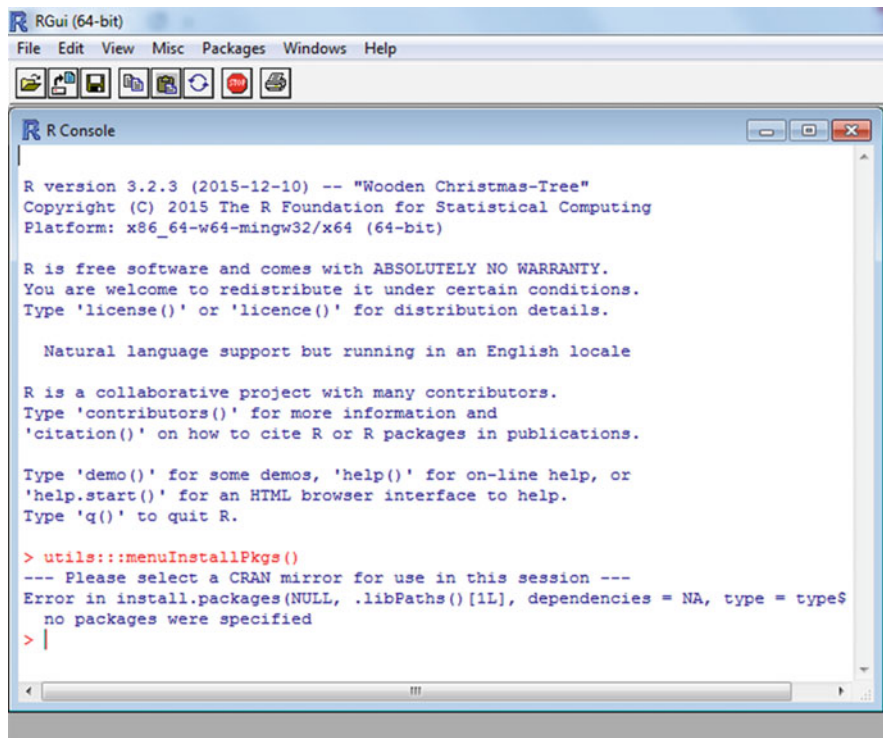 RGui (64-bit)
File Edit View Misc Packages Windows Help
STOP
R Console
R version 3.2.3 (2015-12-10) -- "Wooden Christmas-Tree"
Copyright (C) 2015 The R Foundation for Statistical Computing
Platform: x86_64-w64-mingw32/x64 (64-bit)
R is free software and comes with ABSOLUTELY NO WARRANTY.
You are welcome to redistribute it under certain conditions.
Type 'license()' or 'licence()' for distribution details.
Natural language support but running in an English locale
R is a collaborative project with many contributors.
Type 'contributors()' for more information and
'citation()' on how to cite R or R packages in publications.
Type 'demo()' for some demos, 'help()' for on-line help, or
'help.start()' for an HTML browser interface to help.
Type 'q()' to quit R.
> utils:::menuInstallPkgs()
--- Please select a CRAN mirror for use in this session ---
Error in install.packages(NULL, .libPaths()[1L], dependencies = NA, type = type$
no packages were specified
>